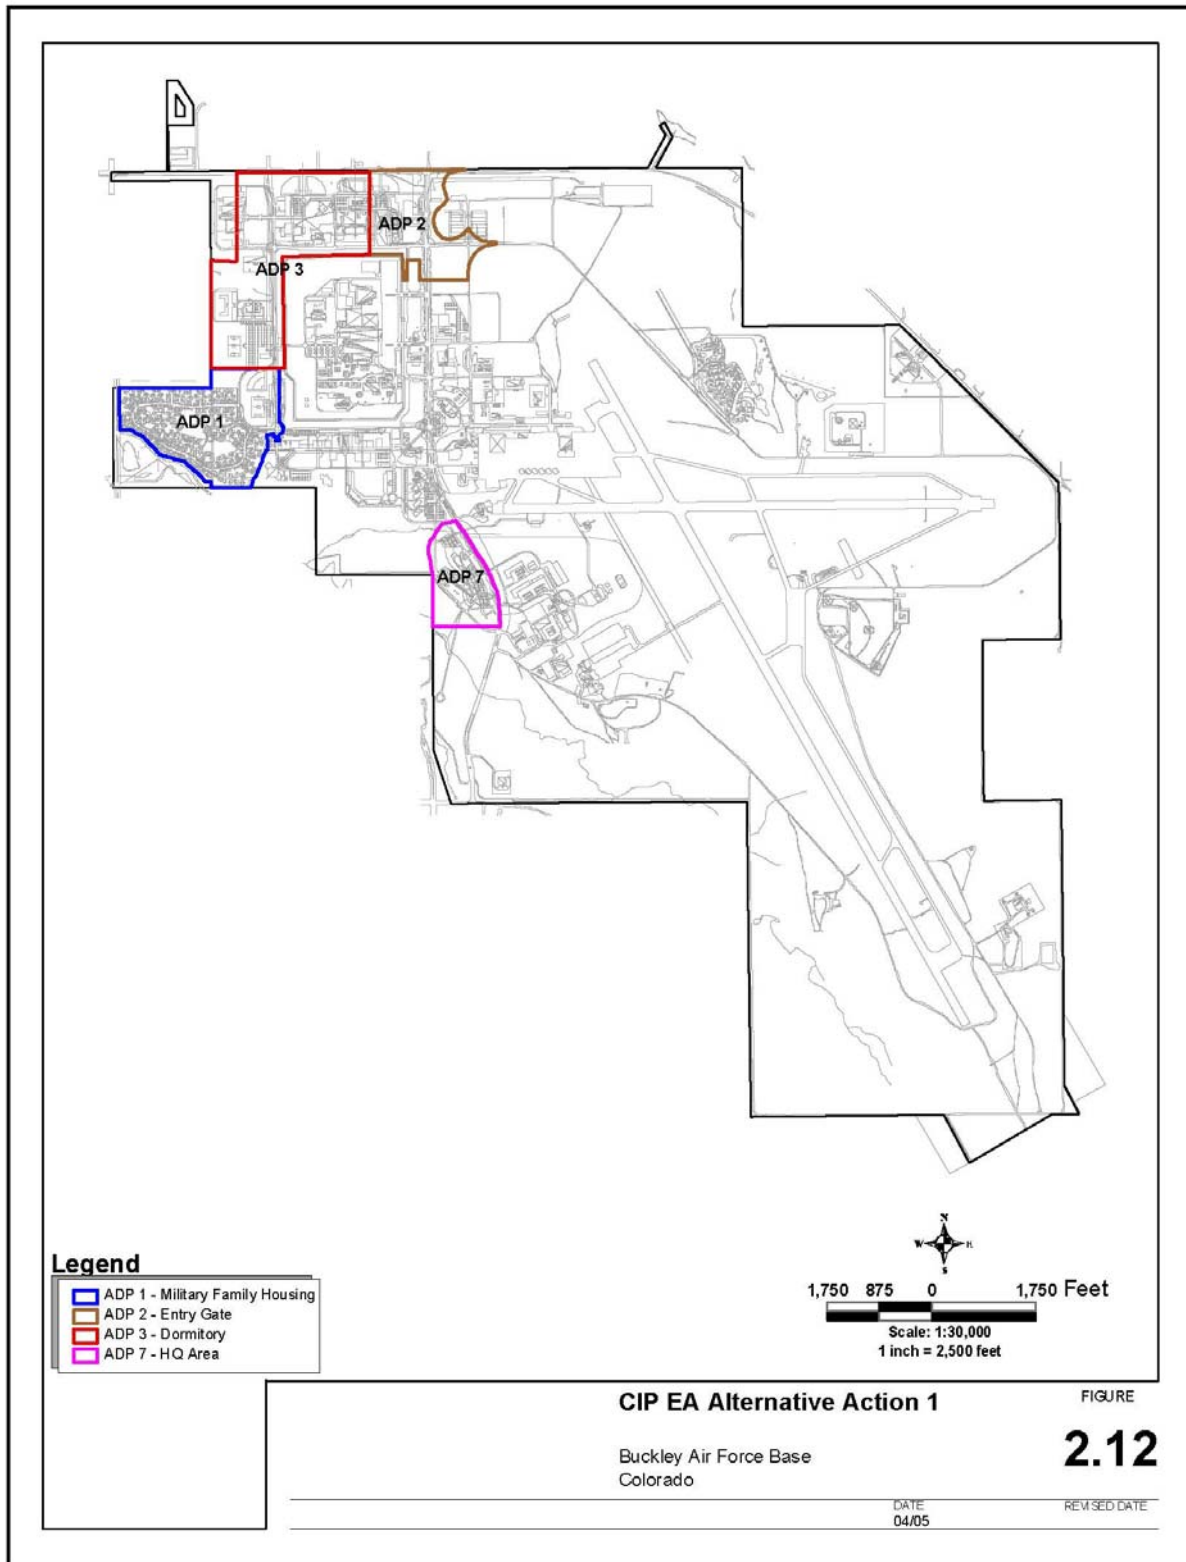 ADP 2
ADP 3
ADP 1
ADP 7
N
W E
S
Legend
ADP 1 - Military Family Housing
ADP 2 - Entry Gate
ADP 3 - Dormitory
ADP 7 - HQ Area
1,750 875 0 1,750 Feet
Scale: 1:30,000
1 inch = 2,500 feet
CIP EA Alternative Action 1
FIGURE
2.12
Buckley Air Force Base
Colorado
DATE
04/05
REVISED DATE